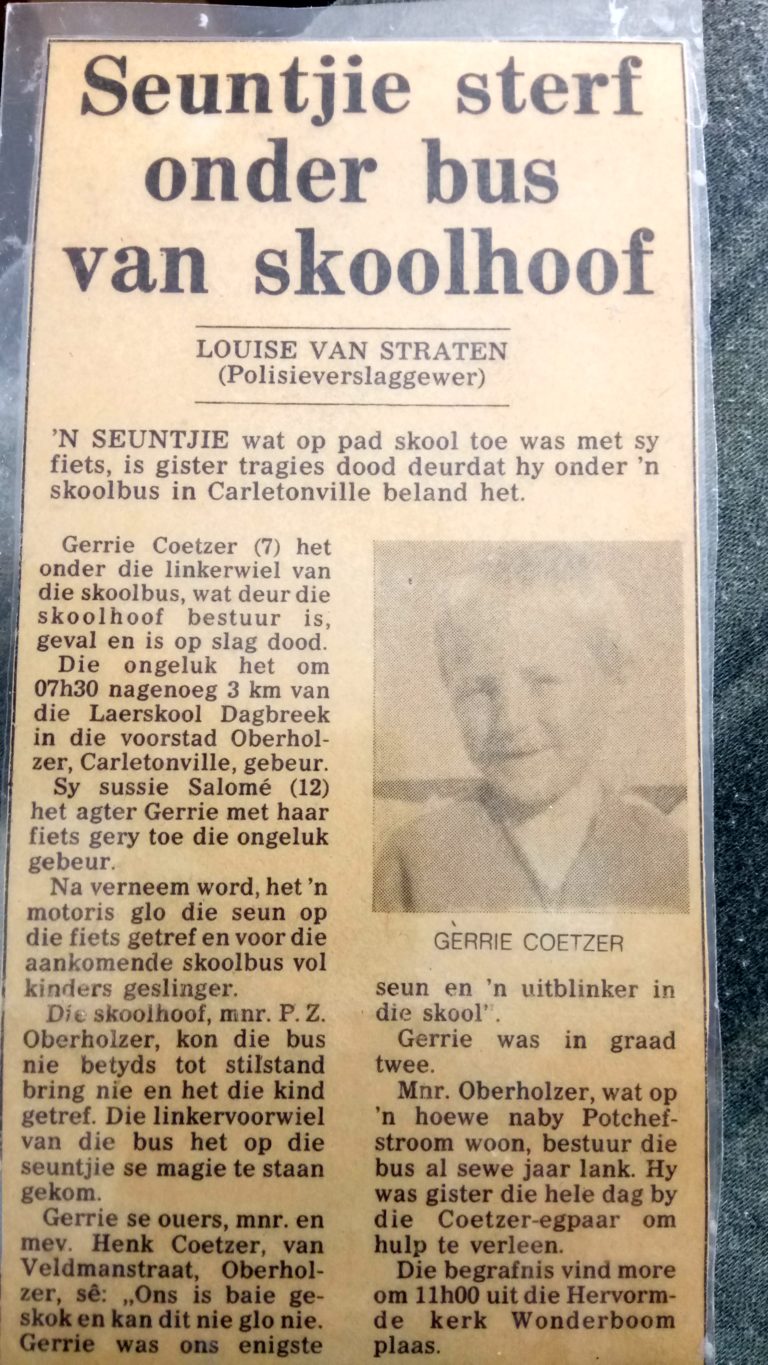 Seuntjie sterf
onder bus
van skoolhoof
LOUISE VAN STRATEN
(Polisieverslaggewer)
'N SEUNTJIE wat op pad skool toe was met sy
fiets, is gister tragies dood deurdat hy onder 'n
skoolbus in Carletonville beland het.
Gerrie Coetzer (7) het
onder die linkerwiel van
die skoolbus, wat deur die
skoolhoof bestuur is,
geval en is op slag dood.
Die ongeluk het om
07h30 nagenoeg 3 km van
die Laerskool Dagbreek
in die voorstad Oberhol-
zer, Carletonville, gebeur.
Sy sussie Salomé (12)
het agter Gerrie met haar
fiets gery toe die ongeluk
gebeur.
Na verneem word, het 'n
motoris glo die seun op
die fiets getref en voor die
aankomende skoolbus vol
kinders geslinger.
Die skoolhoof, mnr. P. Z.
Oberholzer, kon die bus
nie betyds tot stilstand
bring nie en het die kind
getref. Die linkervoorwiel
van die bus het op die
seuntjie se magie te staan
gekom.
Gerrie se ouers, mnr. en
mev. Henk Coetzer, van
Veldmanstraat, Oberhol-
zer, sê: „Ons is baie ge-
skok en kan dit nie glo nie.
Gerrie was ons enigste
GERRIE COETZER
seun en 'n uitblinker in
die skool".
Gerrie was in graad
twee.
Mnr. Oberholzer, wat op
'n hoewe naby Potchef-
stroom woon, bestuur die
bus al sewe jaar lank. Hy
was gister die hele dag by
die Coetzer-egpaar om
hulp te verleen.
Die begrafnis vind more
om 11h00 uit die Hervorm-
de kerk Wonderboom
plaas.